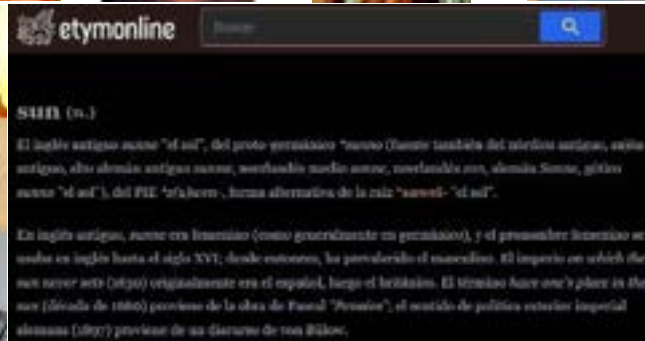 etymonline
Buscar
sun (n.)
El inglés antiguo sunne "el sol", del proto-germánico *sunno (fuente también del nórdico antiguo, sajón
antiguo, alto alemán antiguo sunna, neerlandés medio sonne, neerlandés zon, alemán Sonne, gótico
sunno "el sol"), del PIE forma alternativa de la raíz *sawel- "el sol".
En inglés antiguo, sunne era femenino (como generalmente en germánico), y el pronombre femenino se
usaba en inglés hasta el siglo XVI; desde entonces, ha prevalecido el masculino. El imperio on which the
sun never sets (1630) originalmente era el español, luego el británico. El término have one's place in the
sun (década de 1680) proviene de la obra de Pascal "Pensées"; el sentido de política exterior imperial
alemana (1897) proviene de un discurso de von Bülow.